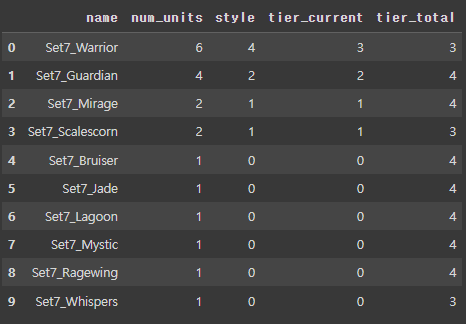 name num_units style tier_current tier_total
0 Set7_Warrior 6 4 3 3
1 Set7_Guardian 4 2 2 4
2 Set7_Mirage 2 1 1 4
3 Set7_Scalescorn 2 1 1 3
4 Set7_Bruiser 1 0 0 4
5 Set7_Jade 1 0 0 4
6 Set7_Lagoon 1 0 0 4
7 Set7_Mystic 1 0 0 4
8 Set7_Ragewing 1 0 0 4
9 Set7_Whispers 1 0 0 3